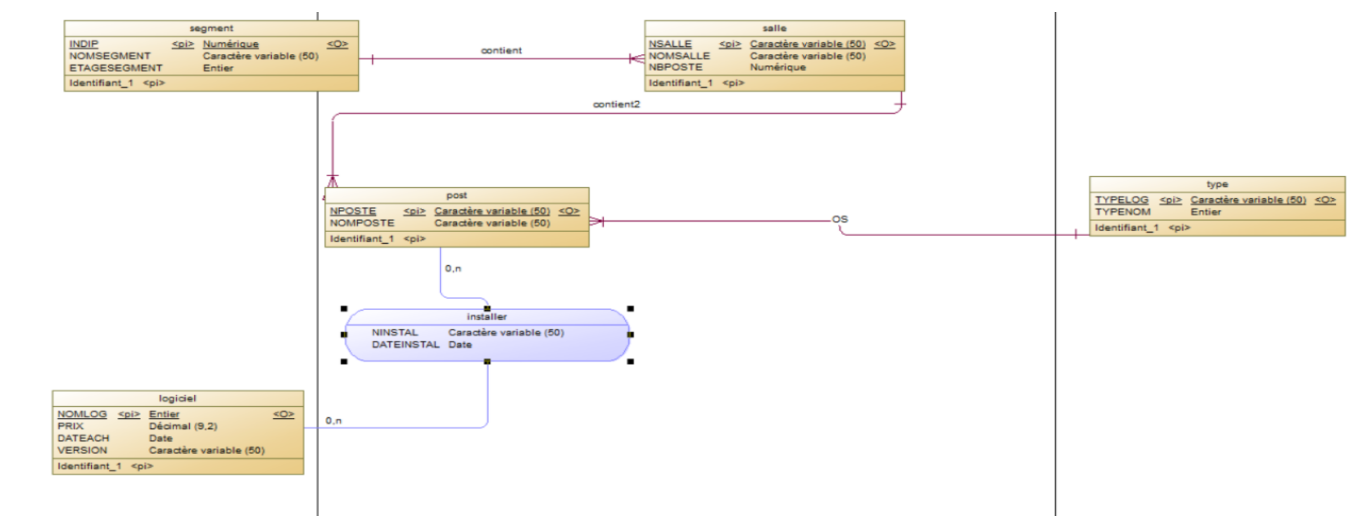 segment
INDIP <pi> Numérique <O>
NOMSEGMENT Caractère variable (50)
ETAGESEGMENT Entier
Identifiant_1 <pi>
contient
salle
NSALLE <pi> Caractère variable (50) <O>
NOMSALLE Caractère variable (50)
NBPOSTE Numérique
Identifiant_1 <pi>
contient2
post
NPOSTE <pi> Caractère variable (50) <O>
NOMPOSTE Caractère variable (50)
Identifiant_1 <pi>
OS
type
TYPELOG <pi> Caractère variable (50) <O>
TYPENOM Entier
Identifiant_1 <pi>
0,n
installer
NINSTAL Caractère variable (50)
DATEINSTAL Date
logiciel
NOMLOG <pi> Entier <O>
PRIX Décimal (9,2)
DATEACH Date
VERSION Caractère variable (50)
Identifiant_1 <pi>
0,n